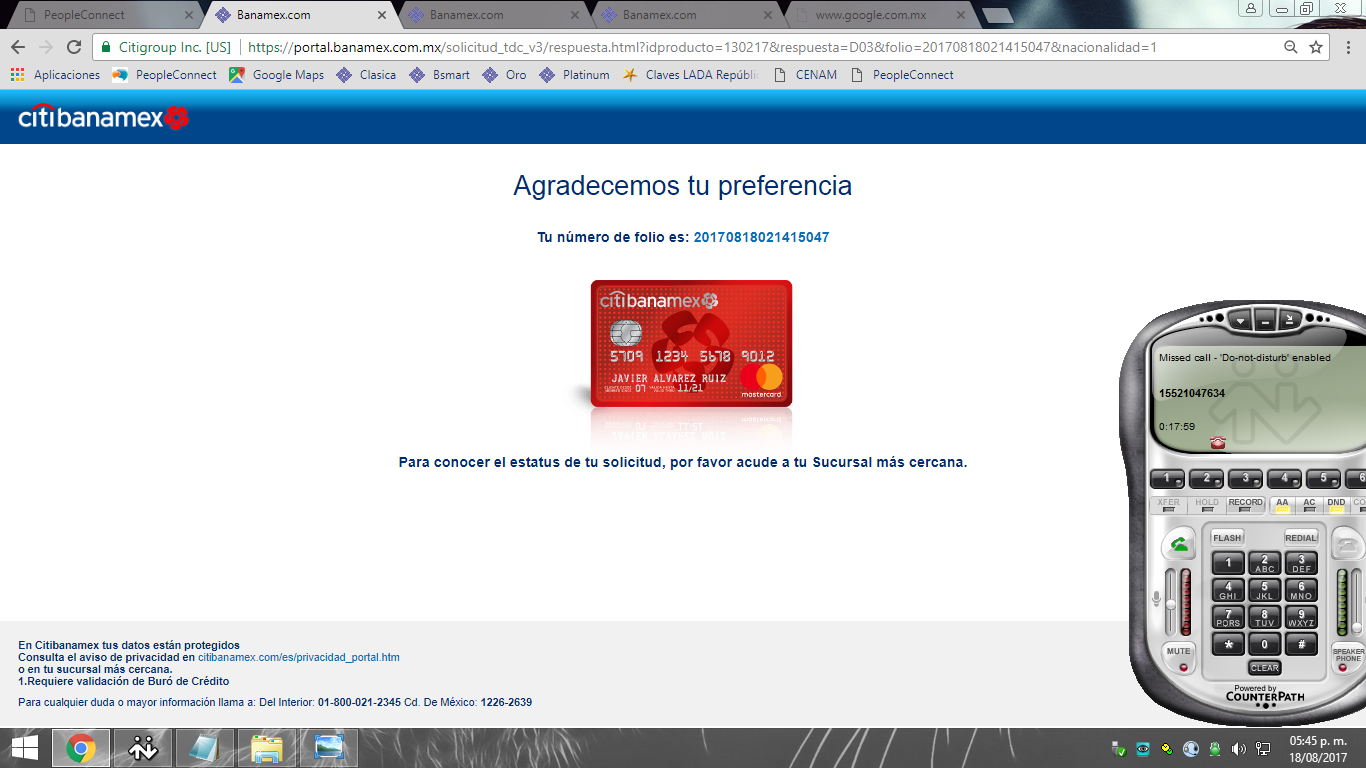 PeopleConnect
Banamex.com
Banamex.com
Banamex.com
www.google.com.mx
Citigroup Inc. [US]
https://portal.banamex.com.mx/solicitud_tdc_v3/respuesta.html?idproducto=130217&respuesta=D03&folio=20170818021415047&nacionalidad=1
Aplicaciones PeopleConnect Google Maps Clasica Bsmart Oro Platinum Claves LADA Repúblic CENAM PeopleConnect
citibanamex
Agradecemos tu preferencia
Tu número de folio es: 20170818021415047
citibanamex
5709 1234 5678 9012
07 11/21
JAVIER ALVAREZ RUIZ
mastercard
Para conocer el estatus de tu solicitud, por favor acude a tu Sucursal más cercana.
Missed call - 'Do-not-disturb' enabled
15521047634
0:17:59
1 2 3 4 5 6
XFER HOLD RECORD AA AC DND CO
FLASH REDIAL
1 2 ABC 3 DEF
4 GHI 5 JKL 6 MNO
7 PQRS 8 TUV 9 WXYZ
* 0 #
MUTE
CLEAR
SPEAKER
PHONE
Powered by
COUNTERPATH
En Citibanamex tus datos están protegidos
Consulta el aviso de privacidad en citibanamex.com/es/privacidad_portal.htm
o en tu sucursal más cercana.
1.Requiere validación de Buró de Crédito
Para cualquier duda o mayor información llama a: Del Interior: 01-800-021-2345 Cd. De México: 1226-2639
05:45 p. m.
18/08/2017